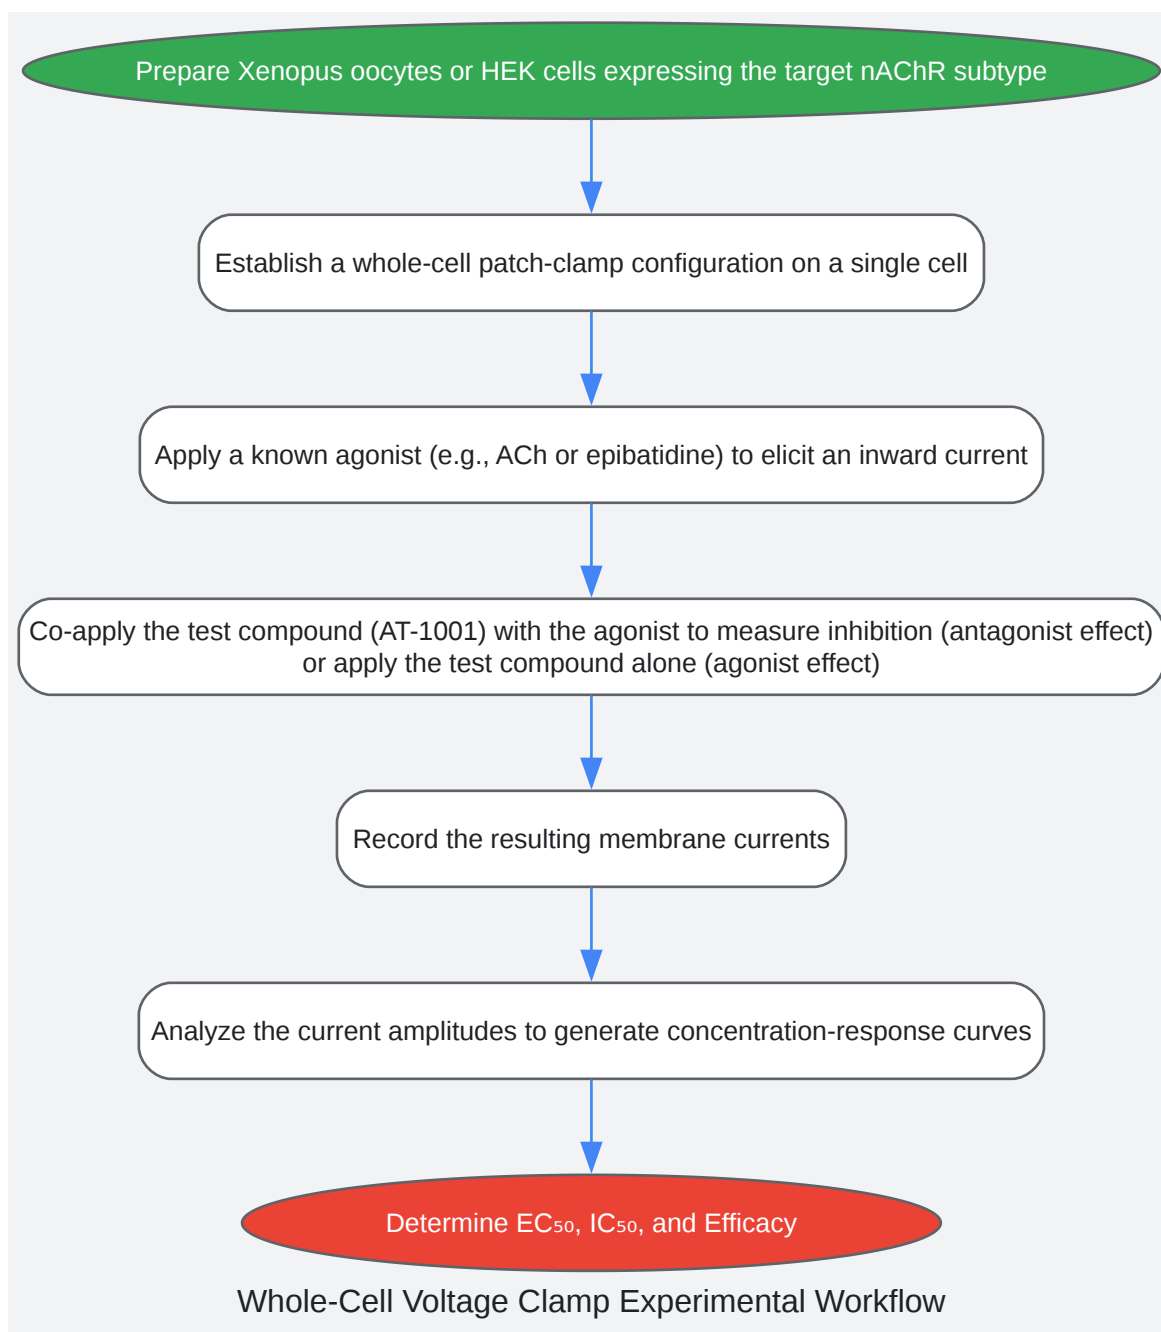 Prepare Xenopus oocytes or HEK cells expressing the target nAChR subtype
Establish a whole-cell patch-clamp configuration on a single cell
Apply a known agonist (e.g., ACh or epibatidine) to elicit an inward current
Co-apply the test compound (AT-1001) with the agonist to measure inhibition (antagonist effect)
or apply the test compound alone (agonist effect)
Record the resulting membrane currents
Analyze the current amplitudes to generate concentration-response curves
Determine EC₅₀, IC₅₀, and Efficacy
Whole-Cell Voltage Clamp Experimental Workflow